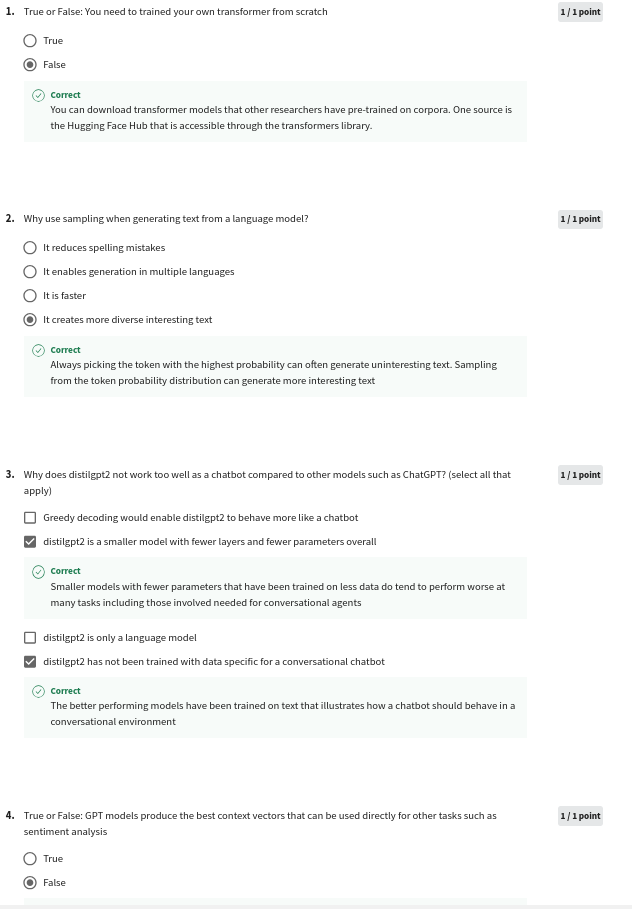 1. True or False: You need to trained your own transformer from scratch
1 / 1 point
True
False
Correct
You can download transformer models that other researchers have pre-trained on corpora. One source is
the Hugging Face Hub that is accessible through the transformers library.
2. Why use sampling when generating text from a language model?
1 / 1 point
It reduces spelling mistakes
It enables generation in multiple languages
It is faster
It creates more diverse interesting text
Correct
Always picking the token with the highest probability can often generate uninteresting text. Sampling
from the token probability distribution can generate more interesting text
3. Why does distilgpt2 not work too well as a chatbot compared to other models such as ChatGPT? (select all that
apply)
1 / 1 point
Greedy decoding would enable distilgpt2 to behave more like a chatbot
distilgpt2 is a smaller model with fewer layers and fewer parameters overall
Correct
Smaller models with fewer parameters that have been trained on less data do tend to perform worse at
many tasks including those involved needed for conversational agents
distilgpt2 is only a language model
distilgpt2 has not been trained with data specific for a conversational chatbot
Correct
The better performing models have been trained on text that illustrates how a chatbot should behave in a
conversational environment
4. True or False: GPT models produce the best context vectors that can be used directly for other tasks such as
sentiment analysis
1 / 1 point
True
False